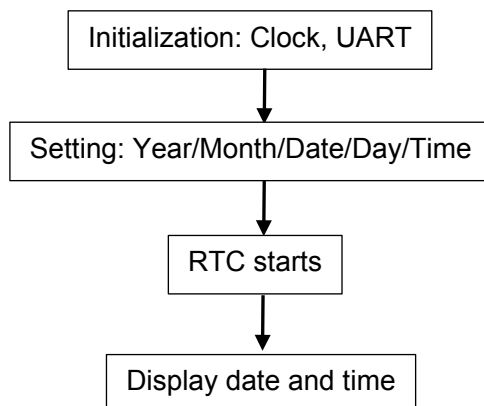 Initialization: Clock, UART
Setting: Year/Month/Date/Day/Time
RTC starts
Display date and time